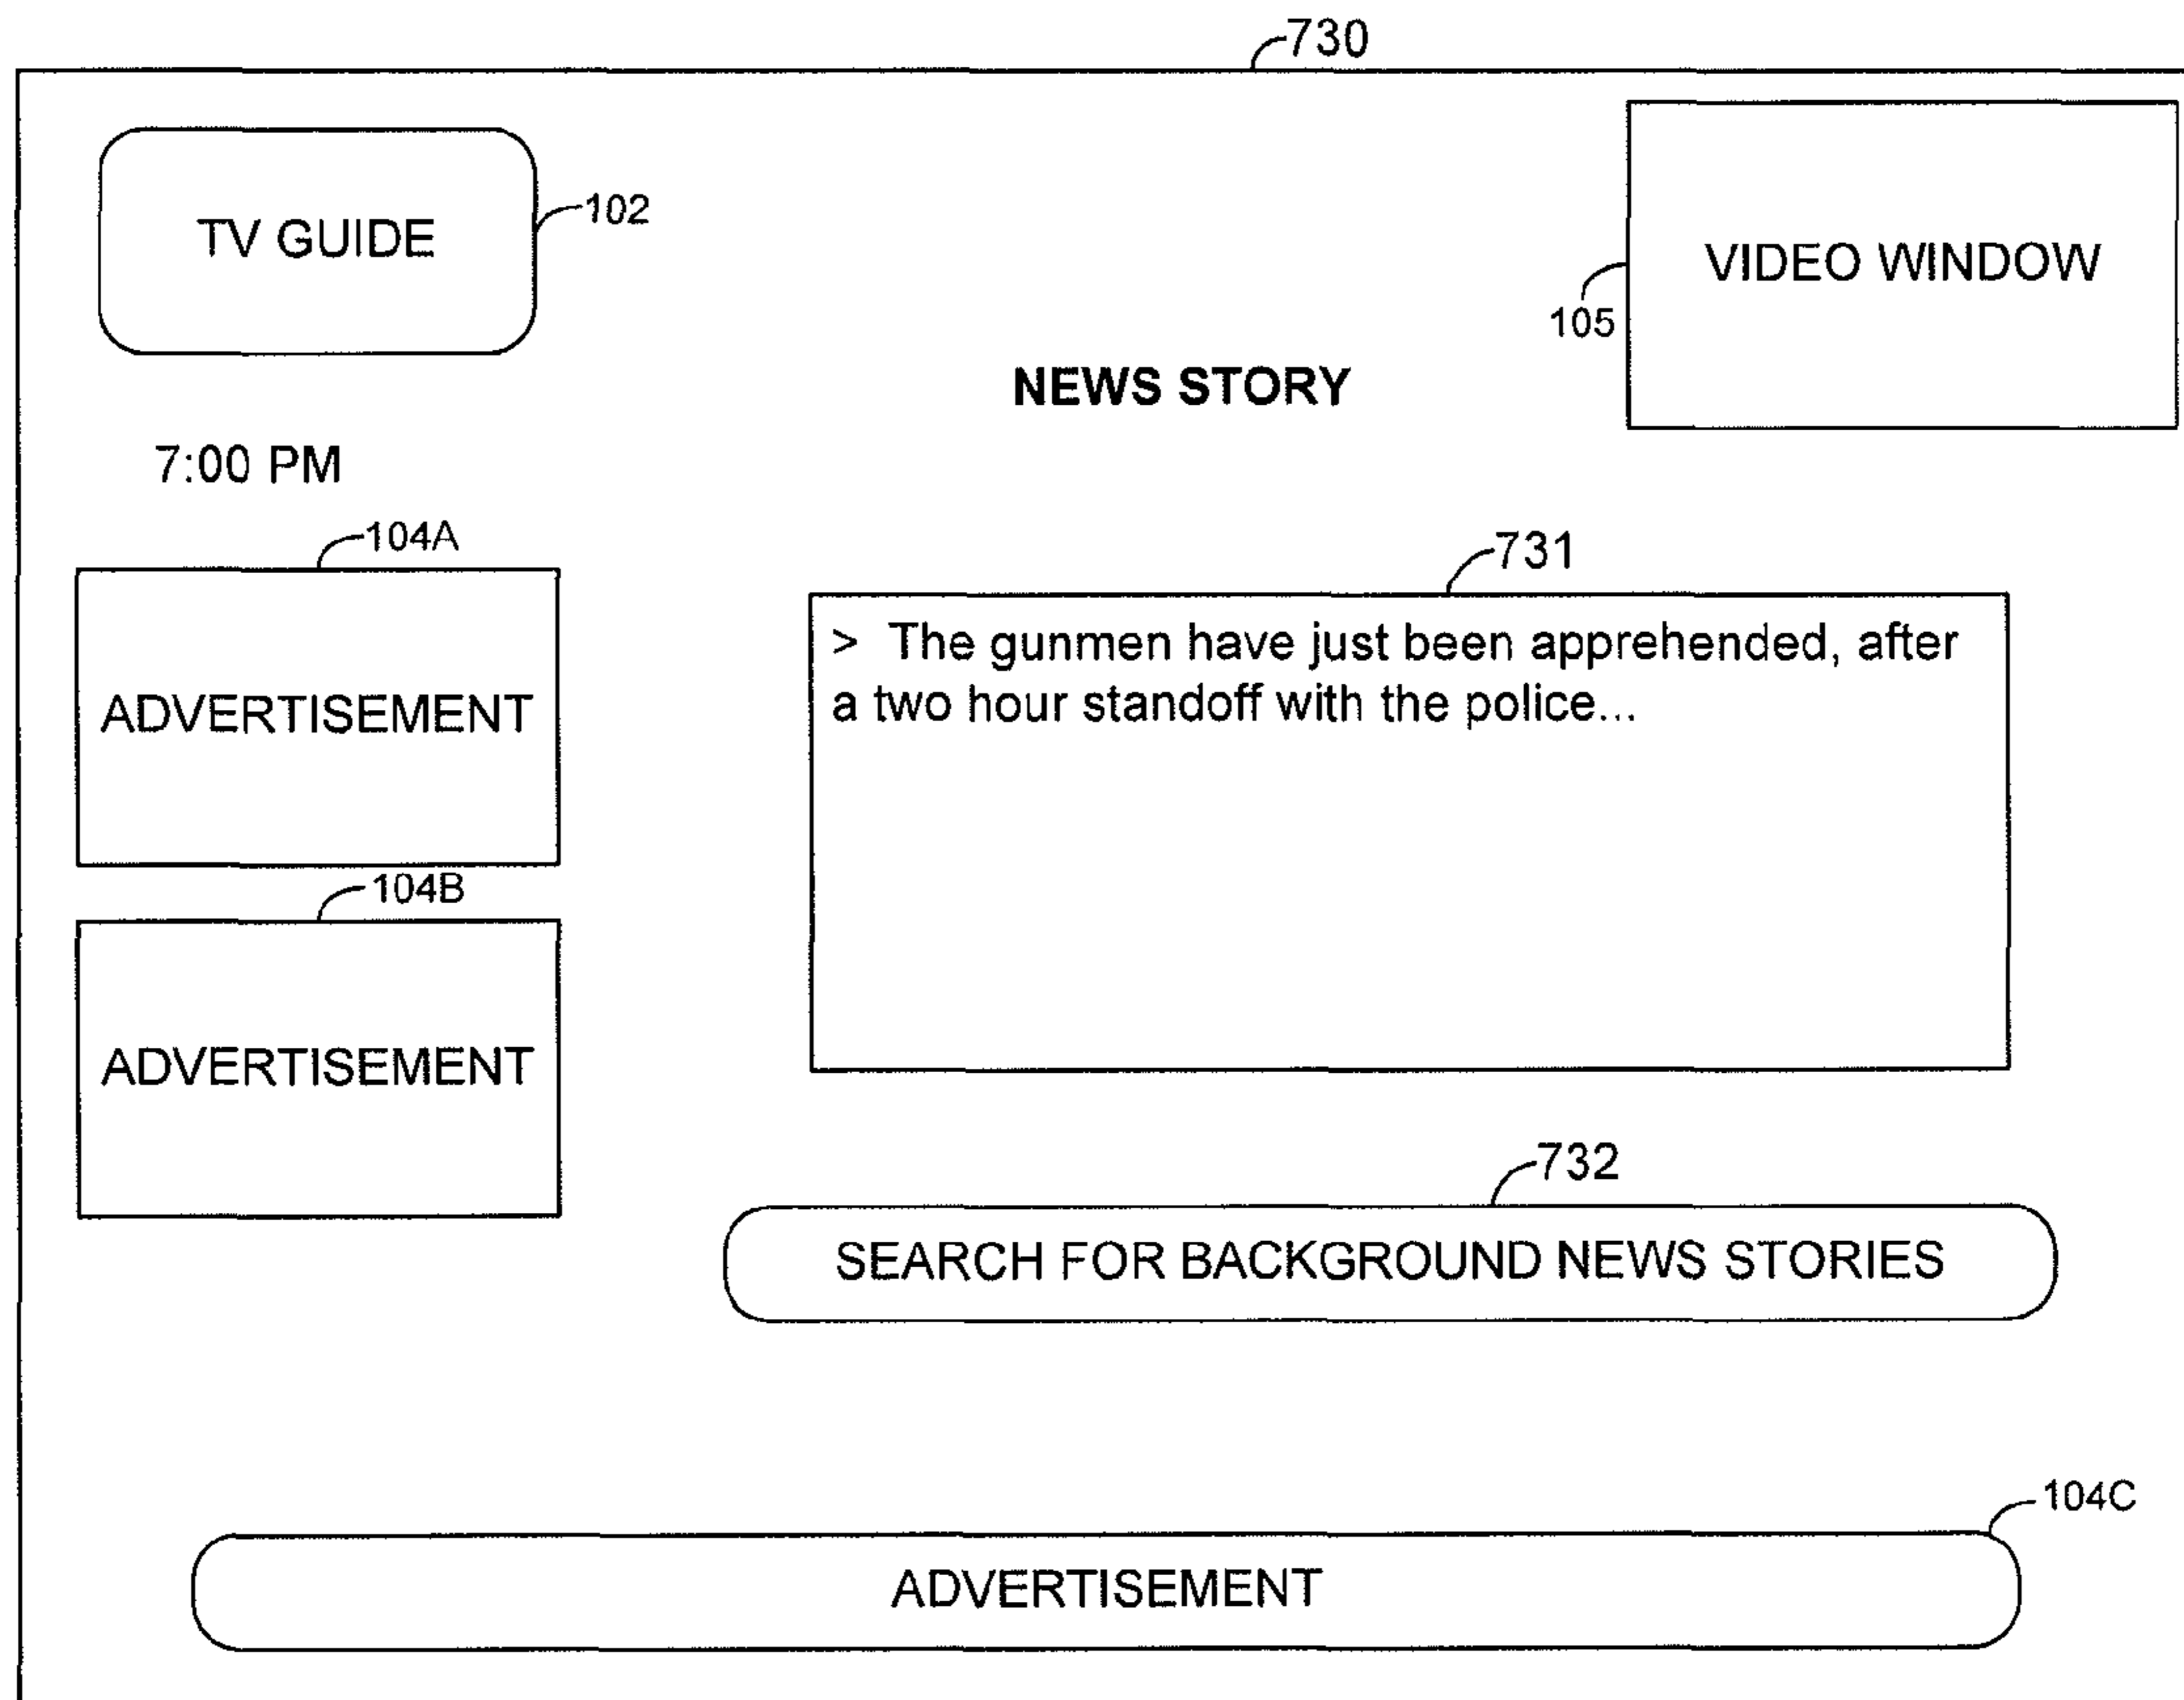 730
TV GUIDE
102
VIDEO WINDOW
105
NEWS STORY
7:00 PM
104A
ADVERTISEMENT
731
> The gunmen have just been apprehended, after
a two hour standoff with the police...
104B
ADVERTISEMENT
732
SEARCH FOR BACKGROUND NEWS STORIES
104C
ADVERTISEMENT